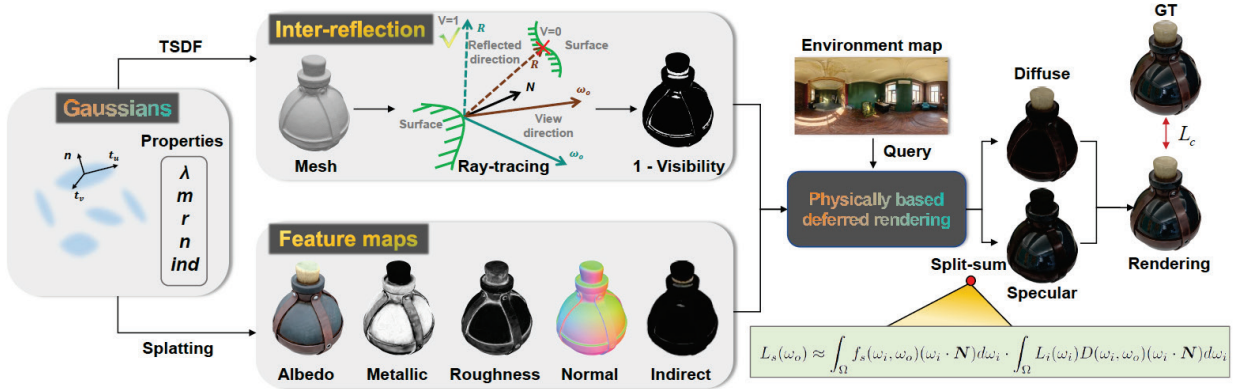 TSDF
Gaussians
Properties
n
t_u
t_v
λ
m
r
n
ind
Splatting
Inter-reflection
V=1
R
Reflected
direction
V=0
Surface
R
N
ω_o
View
direction
ω_o
Surface
Mesh
Ray-tracing
1 - Visibility
Feature maps
Albedo
Metallic
Roughness
Normal
Indirect
Environment map
Query
Physically based
deferred rendering
Diffuse
Split-sum
Specular
GT
L_c
Rendering
L_s(ω_o) ≈ ∫_Ω f_s(ω_i, ω_o)(ω_i · N)dω_i · ∫_Ω L_i(ω_i)D(ω_i, ω_o)(ω_i · N)dω_i